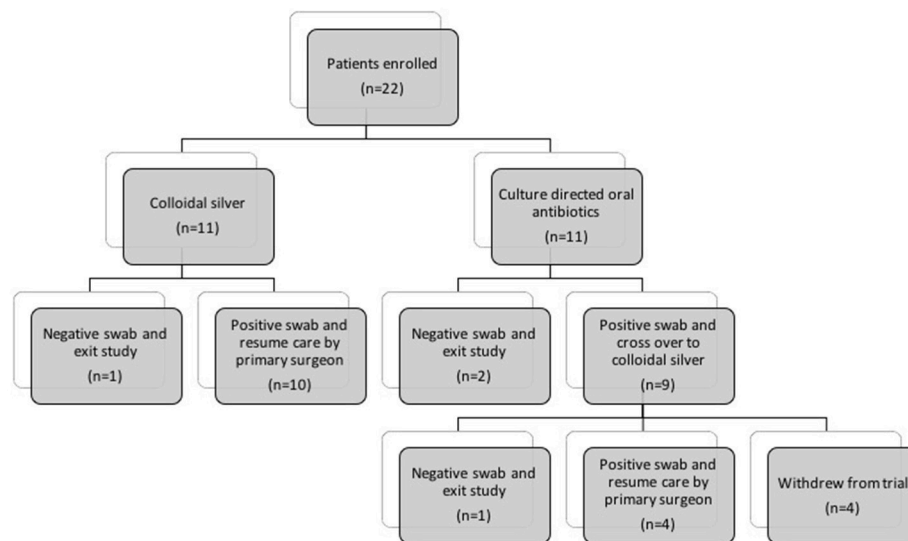 Patients enrolled
(n=22)
Colloidal silver
(n=11)
Culture directed oral
antibiotics
(n=11)
Negative swab and
exit study
(n=1)
Positive swab and
resume care by
primary surgeon
(n=10)
Negative swab and
exit study
(n=2)
Positive swab and
cross over to
colloidal silver
(n=9)
Negative swab and
exit study
(n=1)
Positive swab and
resume care by
primary surgeon
(n=4)
Withdrew from trial
(n=4)